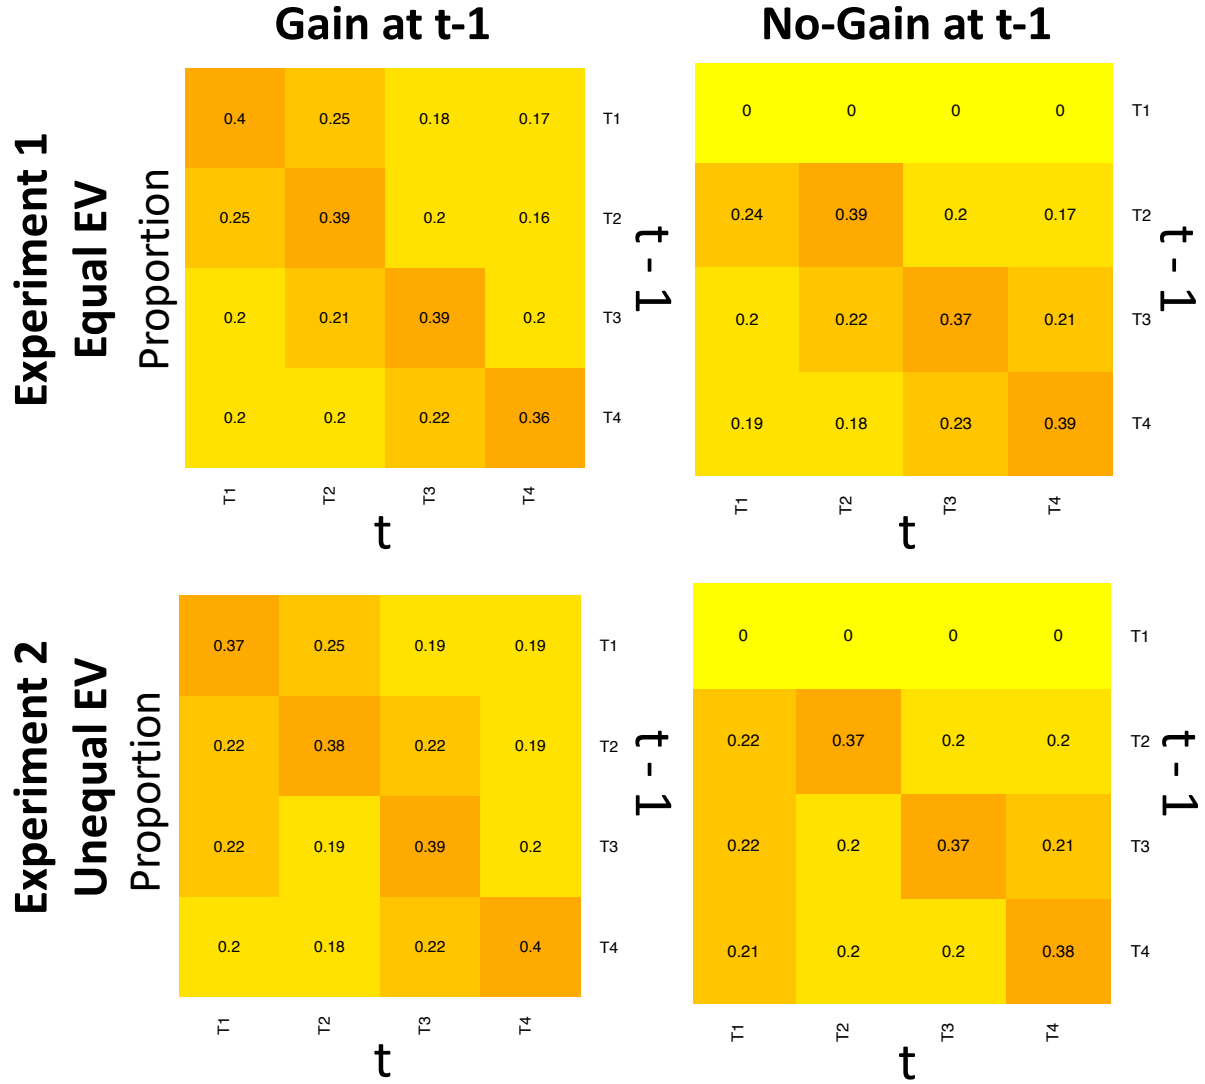 Gain at t-1
No-Gain at t-1
Experiment 1
Equal EV
Proportion
0.4 0.25 0.18 0.17 T1
0.25 0.39 0.2 0.16 T2
0.2 0.21 0.39 0.2 T3
0.2 0.2 0.22 0.36 T4
t - 1
T1 T2 T3 T4
t
0 0 0 0 T1
0.24 0.39 0.2 0.17 T2
0.2 0.22 0.37 0.21 T3
0.19 0.18 0.23 0.39 T4
t - 1
T1 T2 T3 T4
t
Experiment 2
Unequal EV
Proportion
0.37 0.25 0.19 0.19 T1
0.22 0.38 0.22 0.19 T2
0.22 0.19 0.39 0.2 T3
0.2 0.18 0.22 0.4 T4
t - 1
T1 T2 T3 T4
t
0 0 0 0 T1
0.22 0.37 0.2 0.2 T2
0.22 0.2 0.37 0.21 T3
0.21 0.2 0.2 0.38 T4
t - 1
T1 T2 T3 T4
t